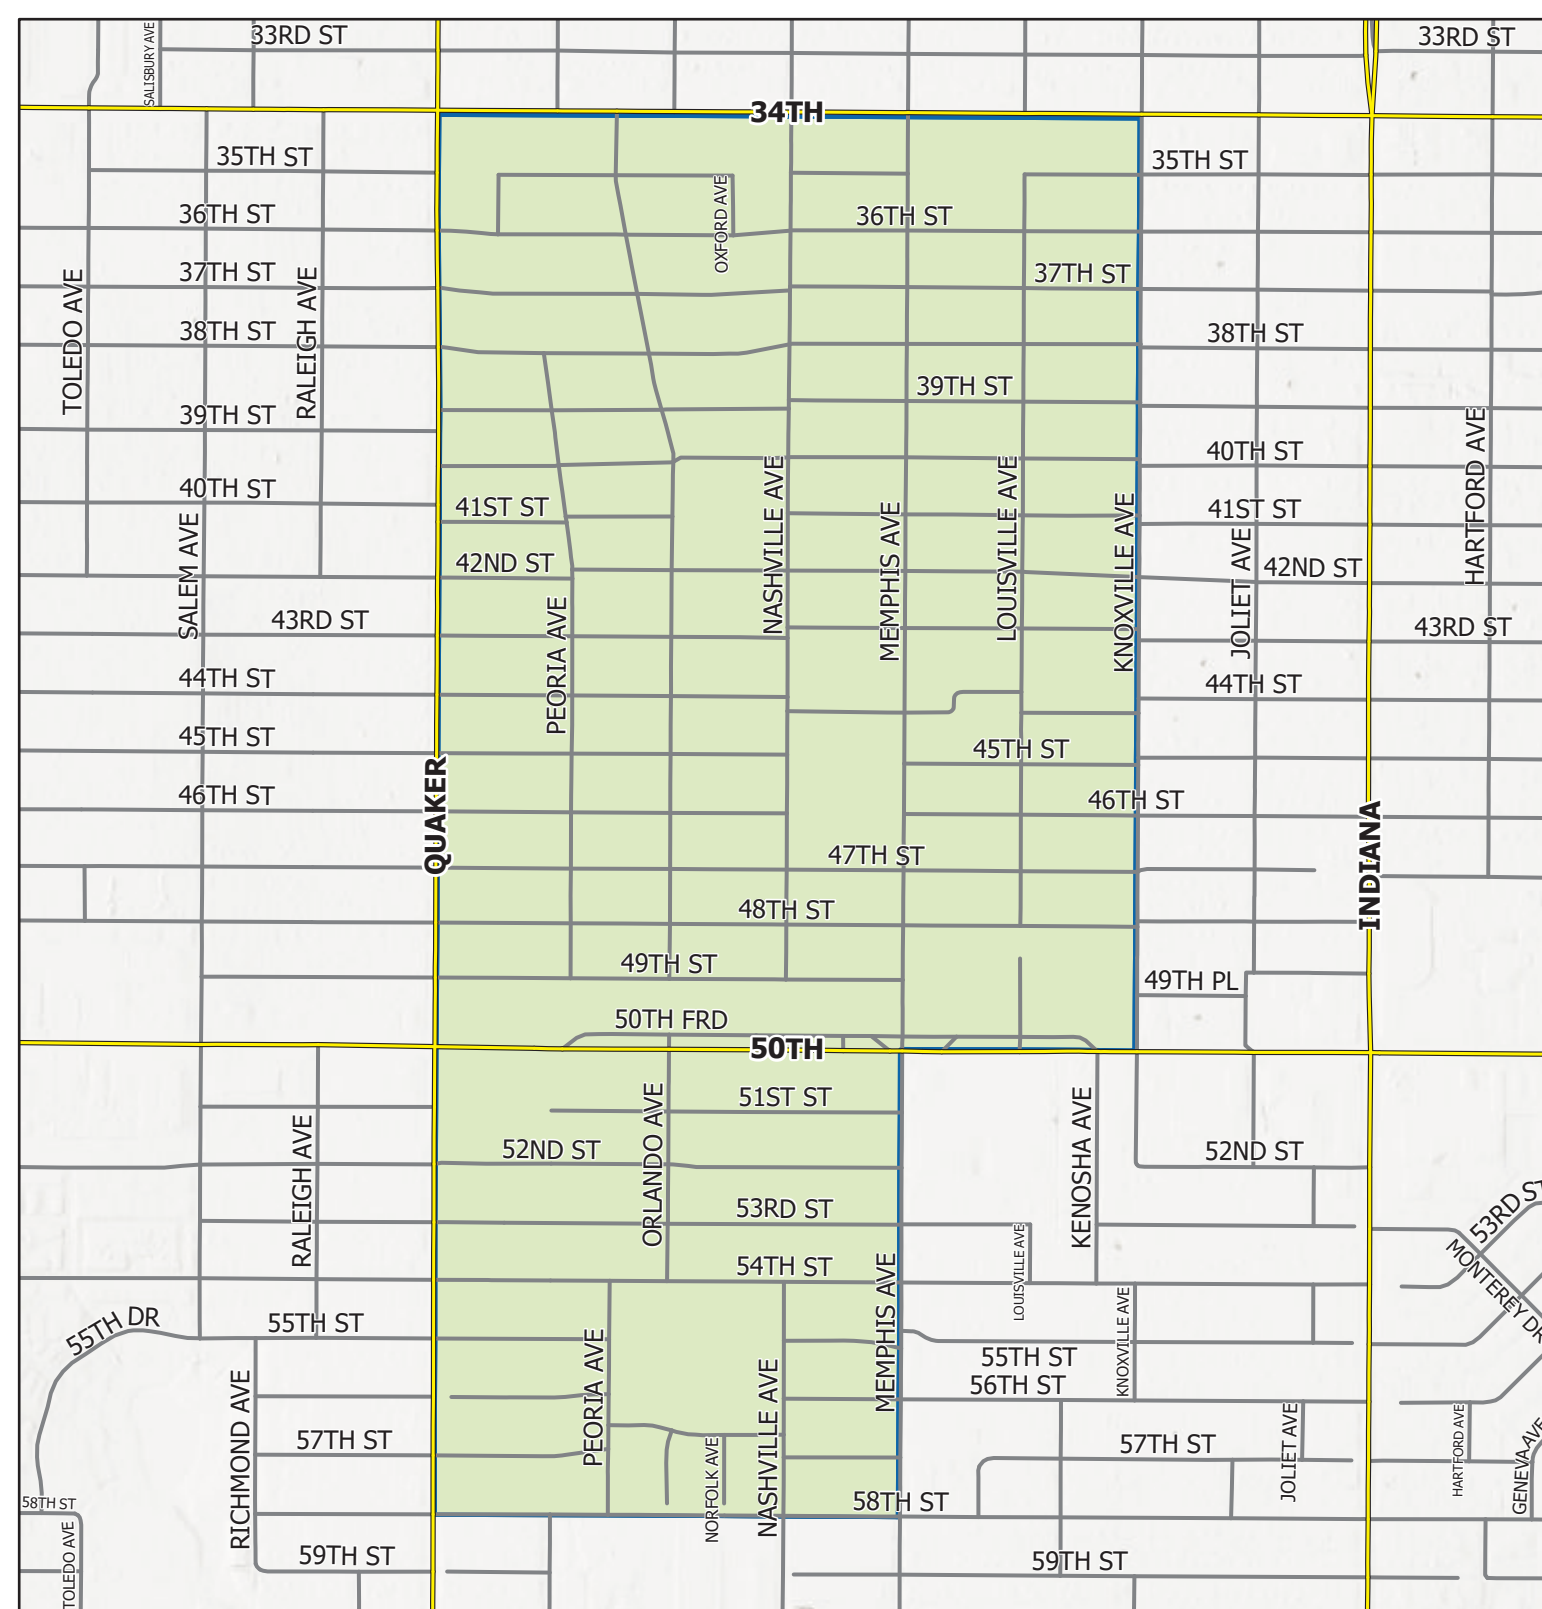 SALISBURY AVE
33RD ST
33RD ST
34TH
35TH ST
35TH ST
36TH ST
OXFORD AVE
36TH ST
37TH ST
37TH ST
TOLEDO AVE
RALEIGH AVE
38TH ST
38TH ST
39TH ST
39TH ST
40TH ST
HARTFORD AVE
40TH ST
41ST ST
NASHVILLE AVE
MEMPHIS AVE
LOUISVILLE AVE
KNOXVILLE AVE
41ST ST
SALEM AVE
42ND ST
JOLIET AVE
42ND ST
43RD ST
PEORIA AVE
43RD ST
44TH ST
44TH ST
45TH ST
45TH ST
46TH ST
QUAKER
46TH ST
INDIANA
47TH ST
48TH ST
49TH ST
49TH PL
50TH FRD
50TH
ORLANDO AVE
51ST ST
KENOSHA AVE
RALEIGH AVE
52ND ST
52ND ST
53RD ST
53RD ST
MONTEREY DR
LOUISVILLE AVE
54TH ST
MEMPHIS AVE
55TH DR
55TH ST
KNOXVILLE AVE
55TH ST
56TH ST
RICHMOND AVE
PEORIA AVE
NASHVILLE AVE
57TH ST
NORFOLK AVE
57TH ST
JOLIET AVE
HARTFORD AVE
GENEVA AVE
58TH ST
58TH ST
TOLEDO AVE
59TH ST
59TH ST